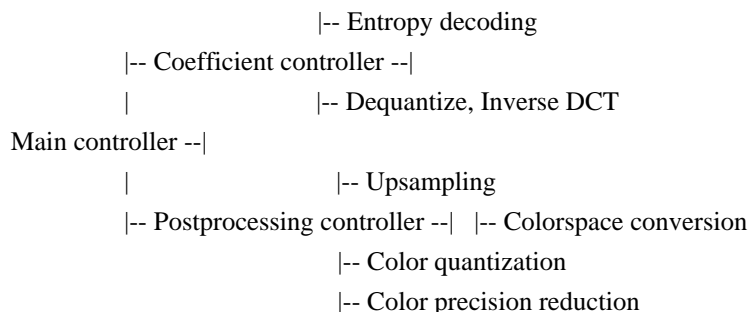 |-- Entropy decoding
|-- Coefficient controller --|
| |-- Dequantize, Inverse DCT
Main controller --|
| |-- Upsampling
|-- Postprocessing controller --| |-- Colorspace conversion
|-- Color quantization
|-- Color precision reduction